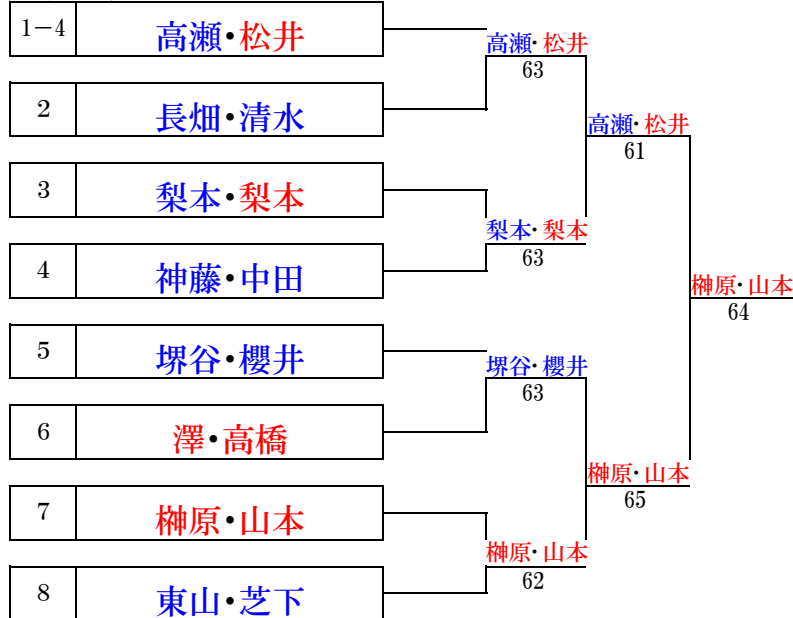 1－4 高瀬・松井
2 長畑・清水
3 梨本・梨本
4 神藤・中田
5 堺谷・櫻井
6 澤・高橋
7 榊原・山本
8 東山・芝下
高瀬・松井
63
梨本・梨本
63
堺谷・櫻井
63
榊原・山本
62
高瀬・松井
61
榊原・山本
65
榊原・山本
64